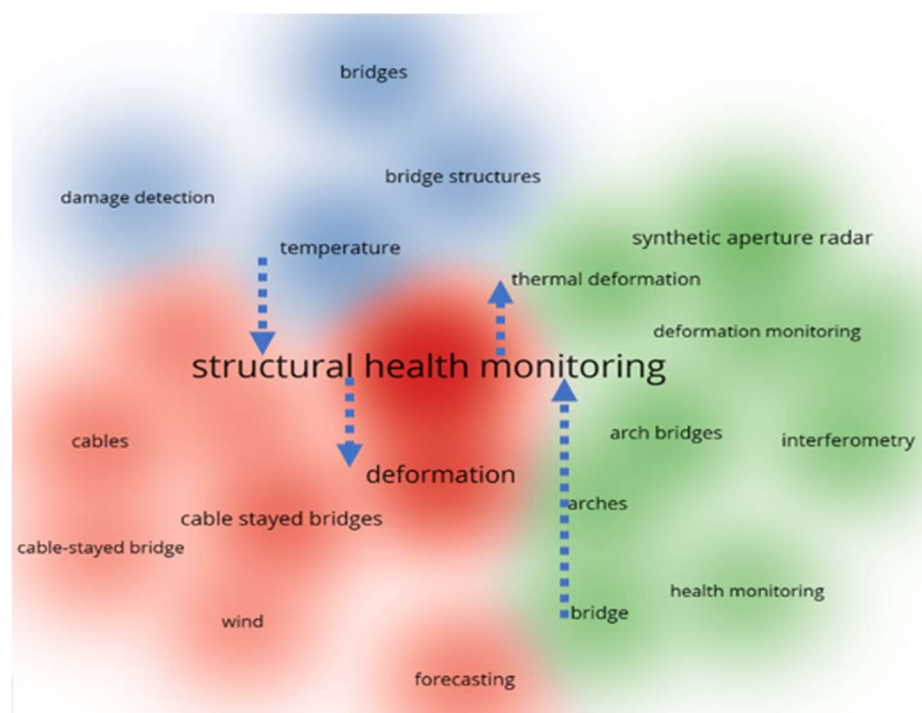 bridges
bridge structures
damage detection
synthetic aperture radar
temperature
thermal deformation
deformation monitoring
structural health monitoring
arch bridges
cables
interferometry
deformation
arches
cable stayed bridges
cable-stayed bridge
health monitoring
bridge
wind
forecasting